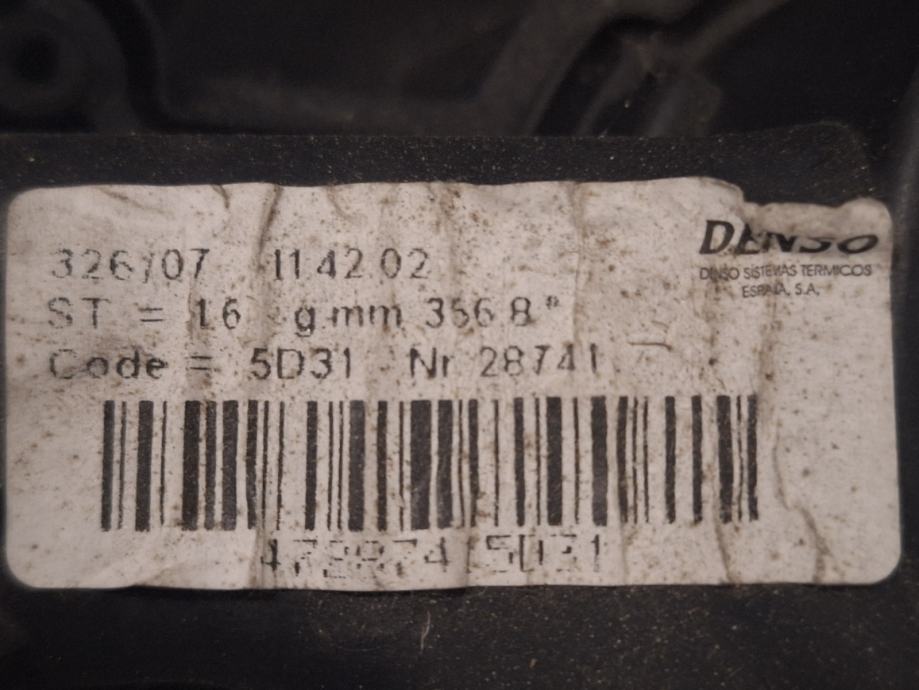 DENSO
DENSO SISTEMAS TERMICOS
ESPAÑA, S.A.
326/07 11.42.02
ST = 16 g.mm 356.8°
Code = 5D31 Nr 28741